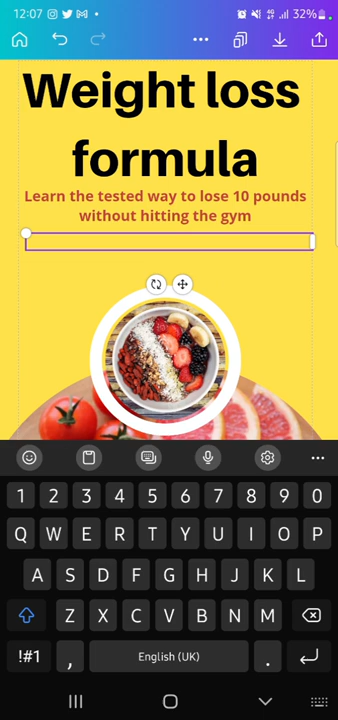 12:07 32%
Weight loss
formula
Learn the tested way to lose 10 pounds
without hitting the gym
1 2 3 4 5 6 7 8 9 0
Q W E R T Y U I O P
A S D F G H J K L
Z X C V B N M
!#1 , English (UK) .